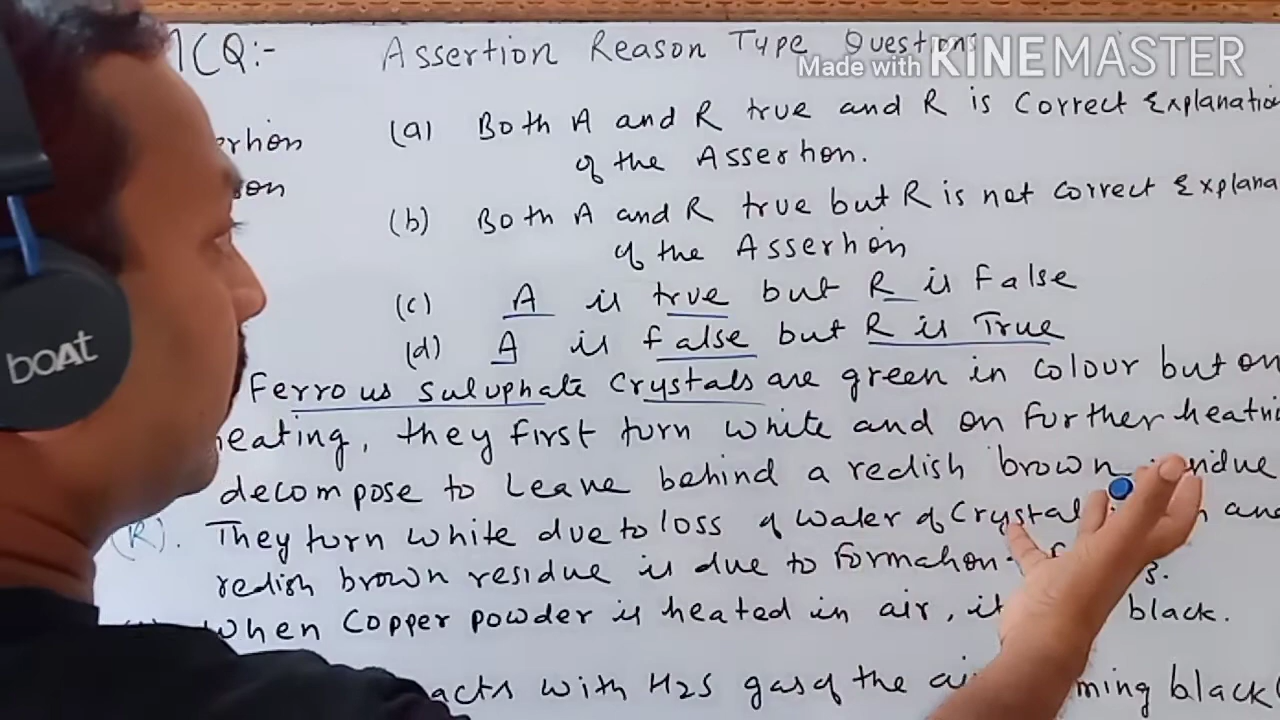 MCQ:- Assertion Reason Type Question
Made with KINEMASTER
(a) Both A and R true and R is Correct Explanation
of the Assertion.
(b) Both A and R true but R is not correct Explana
of the Assertion
(c) A is true but R is False
(d) A is false but R is True
boAt
Ferrous suluphate Crystals are green in colour but on
heating, they first turn white and on further heatin
decompose to leave behind a redish brown
(R). They turn white due to loss of water of Crystal
redish brown residue is due to formation
3.
When Copper powder is heated in air, it black.
acts with H2S gas of the ai ming black